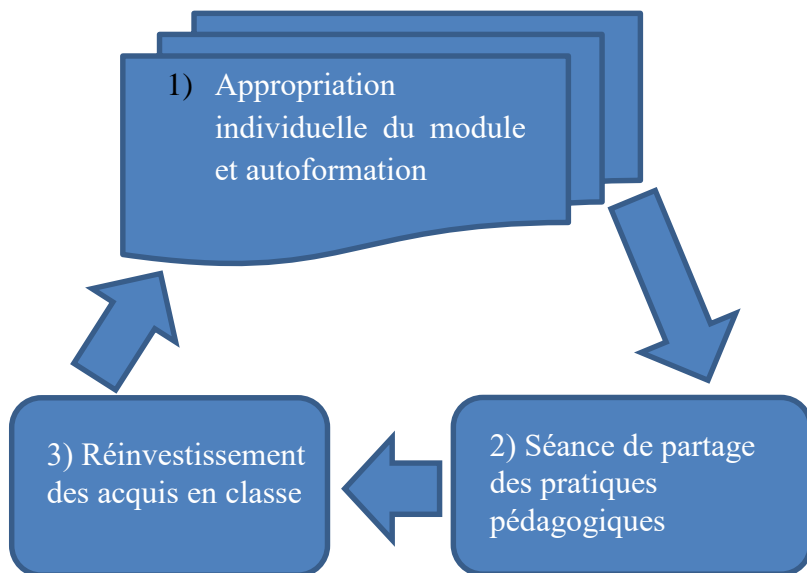 1) Appropriation
individuelle du module
et autoformation
2) Séance de partage
des pratiques
pédagogiques
3) Réinvestissement
des acquis en classe